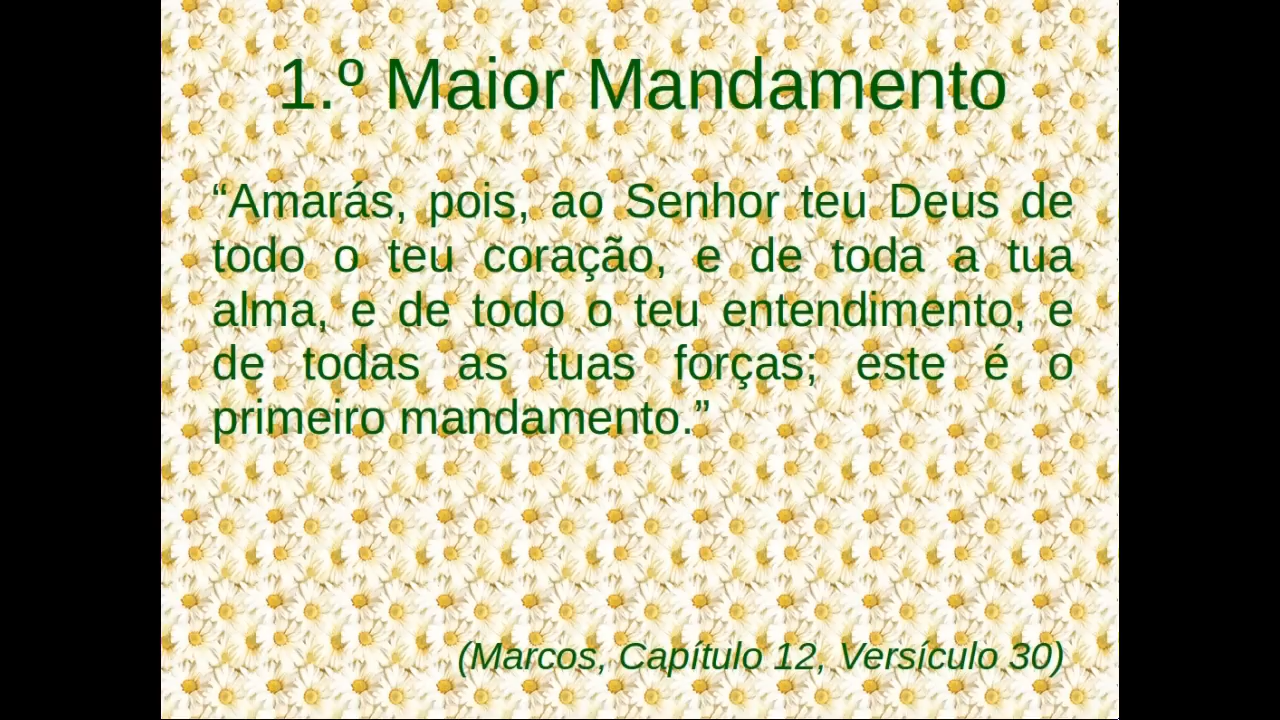 1.º Maior Mandamento
“Amarás, pois, ao Senhor teu Deus de
todo o teu coração, e de toda a tua
alma, e de todo o teu entendimento, e
de todas as tuas forças; este é o
primeiro mandamento.”
(Marcos, Capítulo 12, Versículo 30)